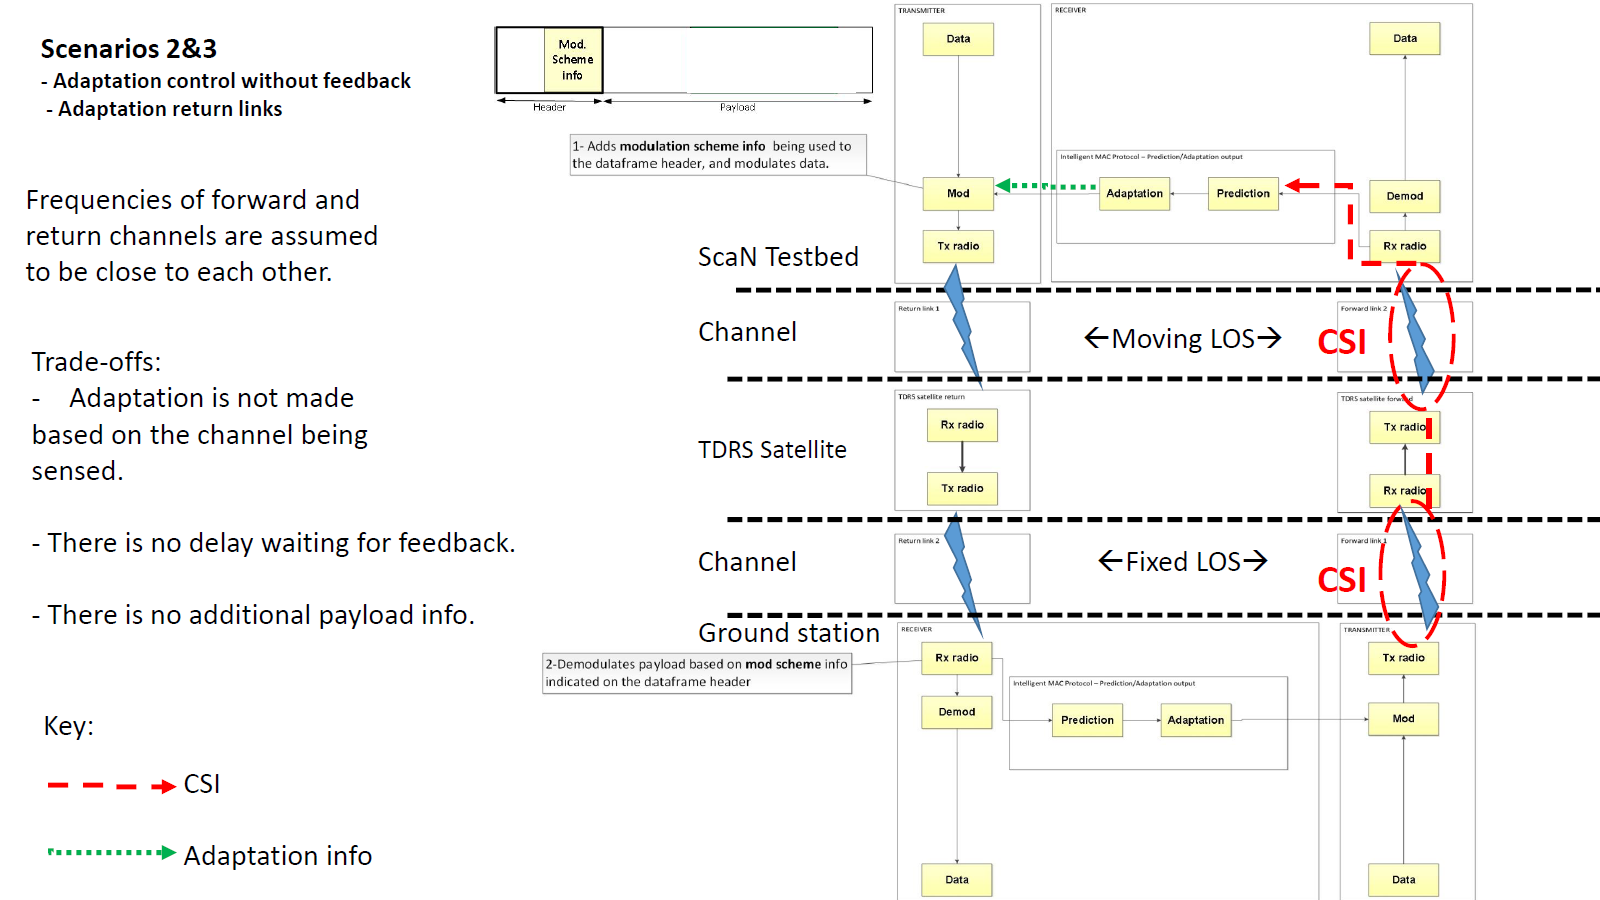 Scenarios 2&3
- Adaptation control without feedback
- Adaptation return links
Frequencies of forward and
return channels are assumed
to be close to each other.
Trade-offs:
- Adaptation is not made
based on the channel being
sensed.
- There is no delay waiting for feedback.
- There is no additional payload info.
Key:
CSI
Adaptation info
Mod.
Scheme
info
Header
Payload
1- Adds modulation scheme info being used to
the dataframe header, and modulates data.
TRANSMITTER
Data
Mod
Tx radio
RECEIVER
Data
Intelligent MAC Protocol – Prediction/Adaptation output
Adaptation
Prediction
Demod
Rx radio
ScaN Testbed
Channel
Return link 1
←Moving LOS→
CSI
Forward link 2
TDRS Satellite
TDRS satellite return
Rx radio
Tx radio
TDRS satellite forward
Tx radio
Rx radio
Channel
Return link 2
←Fixed LOS→
CSI
Forward link 1
Ground station
2-Demodulates payload based on mod scheme info
indicated on the dataframe header
RECEIVER
Rx radio
Demod
Data
Intelligent MAC Protocol – Prediction/Adaptation output
Prediction
Adaptation
TRANSMITTER
Tx radio
Mod
Data